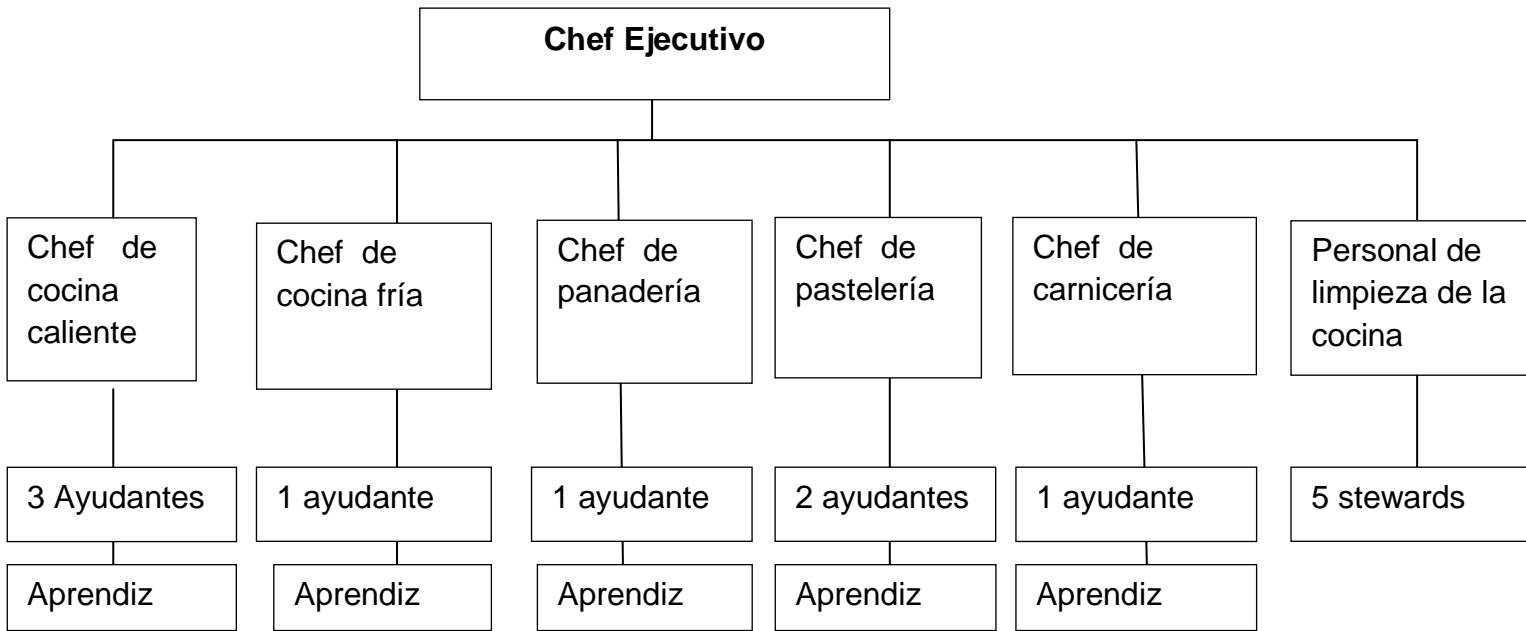 Chef Ejecutivo
Chef de
cocina
caliente
Chef de
cocina fría
Chef de
panadería
Chef de
pastelería
Chef de
carnicería
Personal de
limpieza de la
cocina
3 Ayudantes
1 ayudante
1 ayudante
2 ayudantes
1 ayudante
5 stewards
Aprendiz
Aprendiz
Aprendiz
Aprendiz
Aprendiz